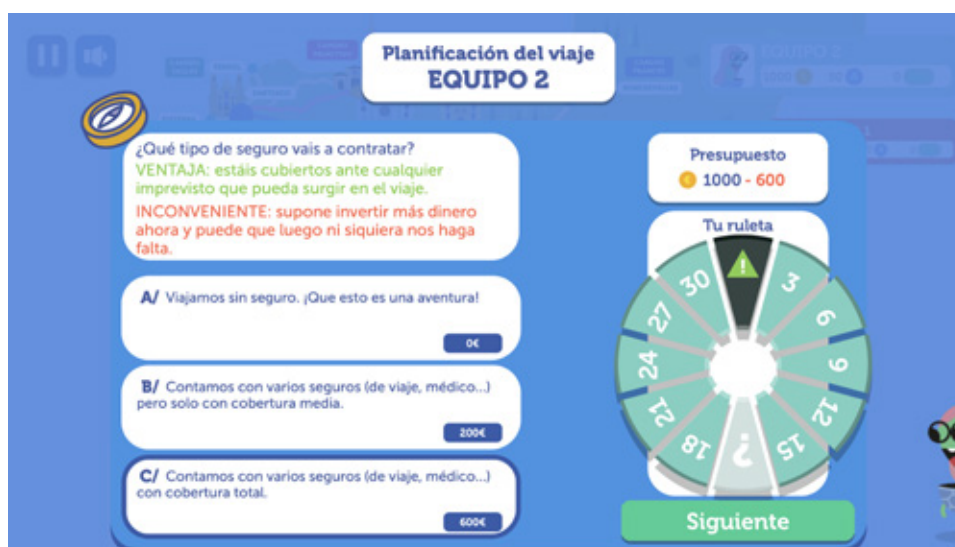 Planificación del viaje
EQUIPO 2
EQUIPO 2
¿Qué tipo de seguro vais a contratar?
VENTAJA: estáis cubiertos ante cualquier
imprevisto que pueda surgir en el viaje.
INCONVENIENTE: supone invertir más dinero
ahora y puede que luego ni siquiera nos haga
falta.
A/ Viajamos sin seguro. ¡Que esto es una aventura!
0€
B/ Contamos con varios seguros (de viaje, médico...)
pero solo con cobertura media.
200€
C/ Contamos con varios seguros (de viaje, médico...)
con cobertura total.
600€
Presupuesto
€ 1000 - 600
Tu ruleta
!
3
6
9
12
15
?
18
21
24
27
30
Siguiente